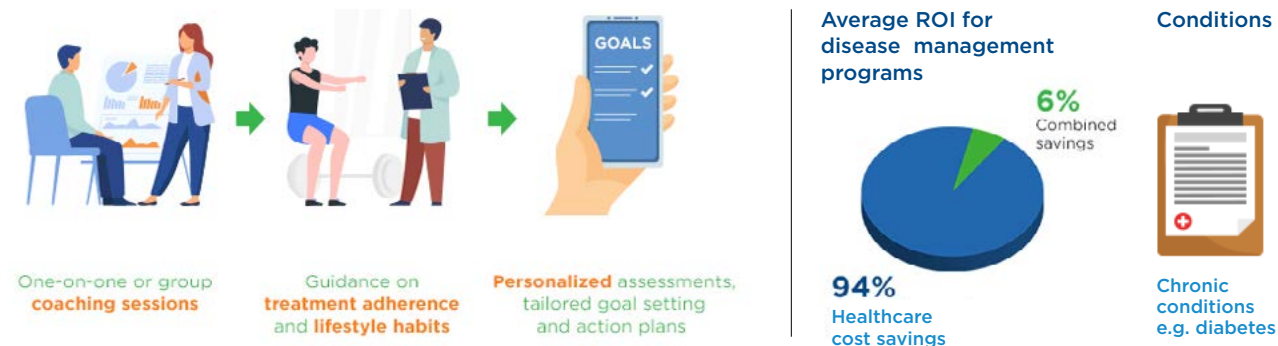 GOALS
One-on-one or group
coaching sessions
Guidance on
treatment adherence
and lifestyle habits
Personalized assessments,
tailored goal setting
and action plans
Average ROI for
disease management
programs
6%
Combined
savings
94%
Healthcare
cost savings
Conditions
Chronic
conditions
e.g. diabetes